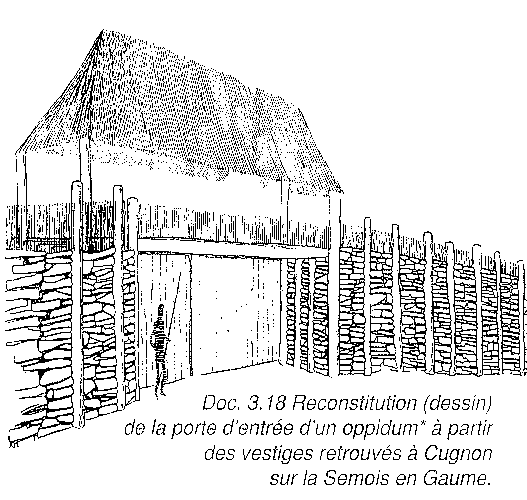 Doc. 3.18 Reconstitution (dessin)
de la porte d'entrée d'un oppidum* à partir
des vestiges retrouvés à Cugnon
sur la Semois en Gaume.